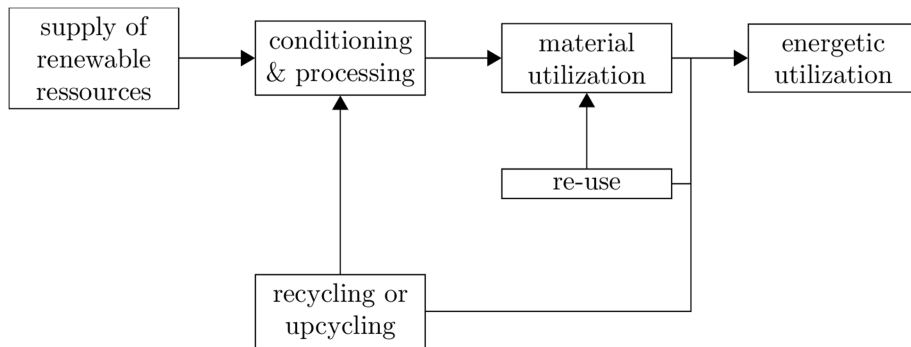 supply of
renewable
ressources
conditioning
& processing
material
utilization
energetic
utilization
re-use
recycling or
upcycling